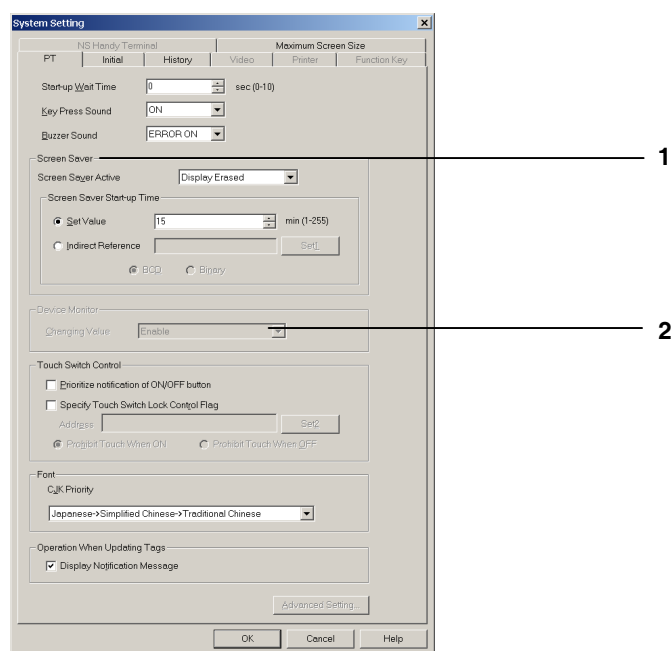 System Setting
NS Handy Terminal Maximum Screen Size
PT Initial History Video Printer Function Key
Start-up Wait Time 0 sec (0-10)
Key Press Sound ON
Buzzer Sound ERROR ON
Screen Saver 1
Screen Saver Active Display Erased
Screen Saver Start-up Time
Set Value 15 min (1-255)
Indirect Reference Set1
BCD Binary
Device Monitor
Changing Value Enable 2
Touch Switch Control
Prioritize notification of ON/OFF button
Specify Touch Switch Lock Control Flag
Address Set2
Prohibit Touch When ON Prohibit Touch When OFF
Font
CJK Priority
Japanese->Simplified Chinese->Traditional Chinese
Operation When Updating Tags
Display Notification Message
Advanced Setting...
OK Cancel Help